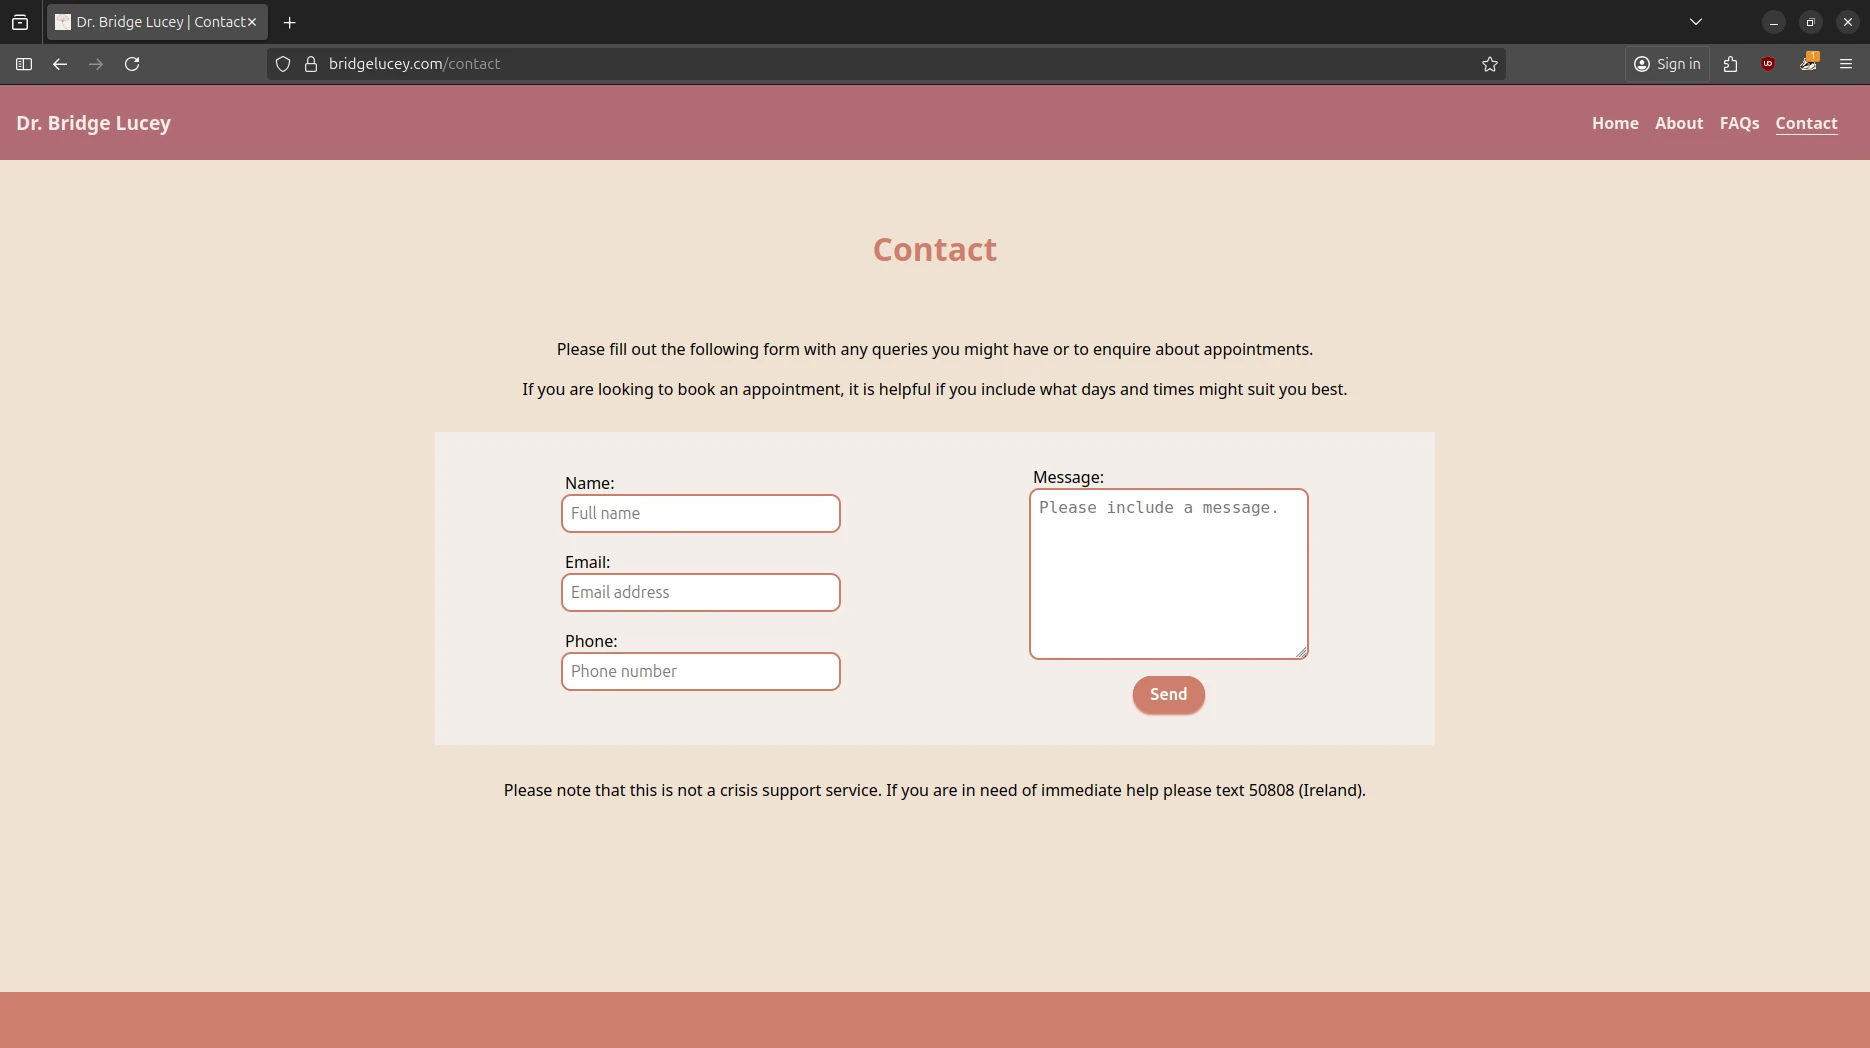 Dr. Bridge Lucey | Contact
bridgelucey.com/contact
Sign in
1
Dr. Bridge Lucey
Home About FAQs Contact
Contact
Please fill out the following form with any queries you might have or to enquire about appointments.
If you are looking to book an appointment, it is helpful if you include what days and times might suit you best.
Name:
Full name
Email:
Email address
Phone:
Phone number
Message:
Please include a message.
Send
Please note that this is not a crisis support service. If you are in need of immediate help please text 50808 (Ireland).